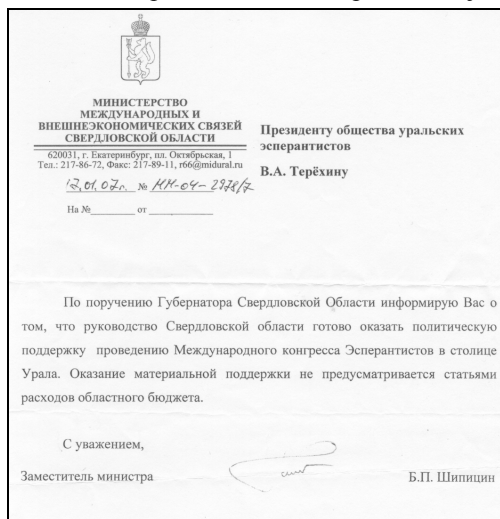 МИНИСТЕРСТВО
МЕЖДУНАРОДНЫХ И
ВНЕШНЕЭКОНОМИЧЕСКИХ СВЯЗЕЙ
СВЕРДЛОВСКОЙ ОБЛАСТИ
620031, г. Екатеринбург, пл. Октябрьская, 1
Тел.: 217-86-72, Факс: 217-89-11, r66@midural.ru
12.01.07г. № ММ-04-2978/7
На №________ от ________
Президенту общества уральских
эсперантистов
В.А. Терёхину
По поручению Губернатора Свердловской Области информирую Вас о
том, что руководство Свердловской области готово оказать политическую
поддержку проведению Международного конгресса Эсперантистов в столице
Урала. Оказание материальной поддержки не предусматривается статьями
расходов областного бюджета.
С уважением,
Заместитель министра Б.П. Шипицин